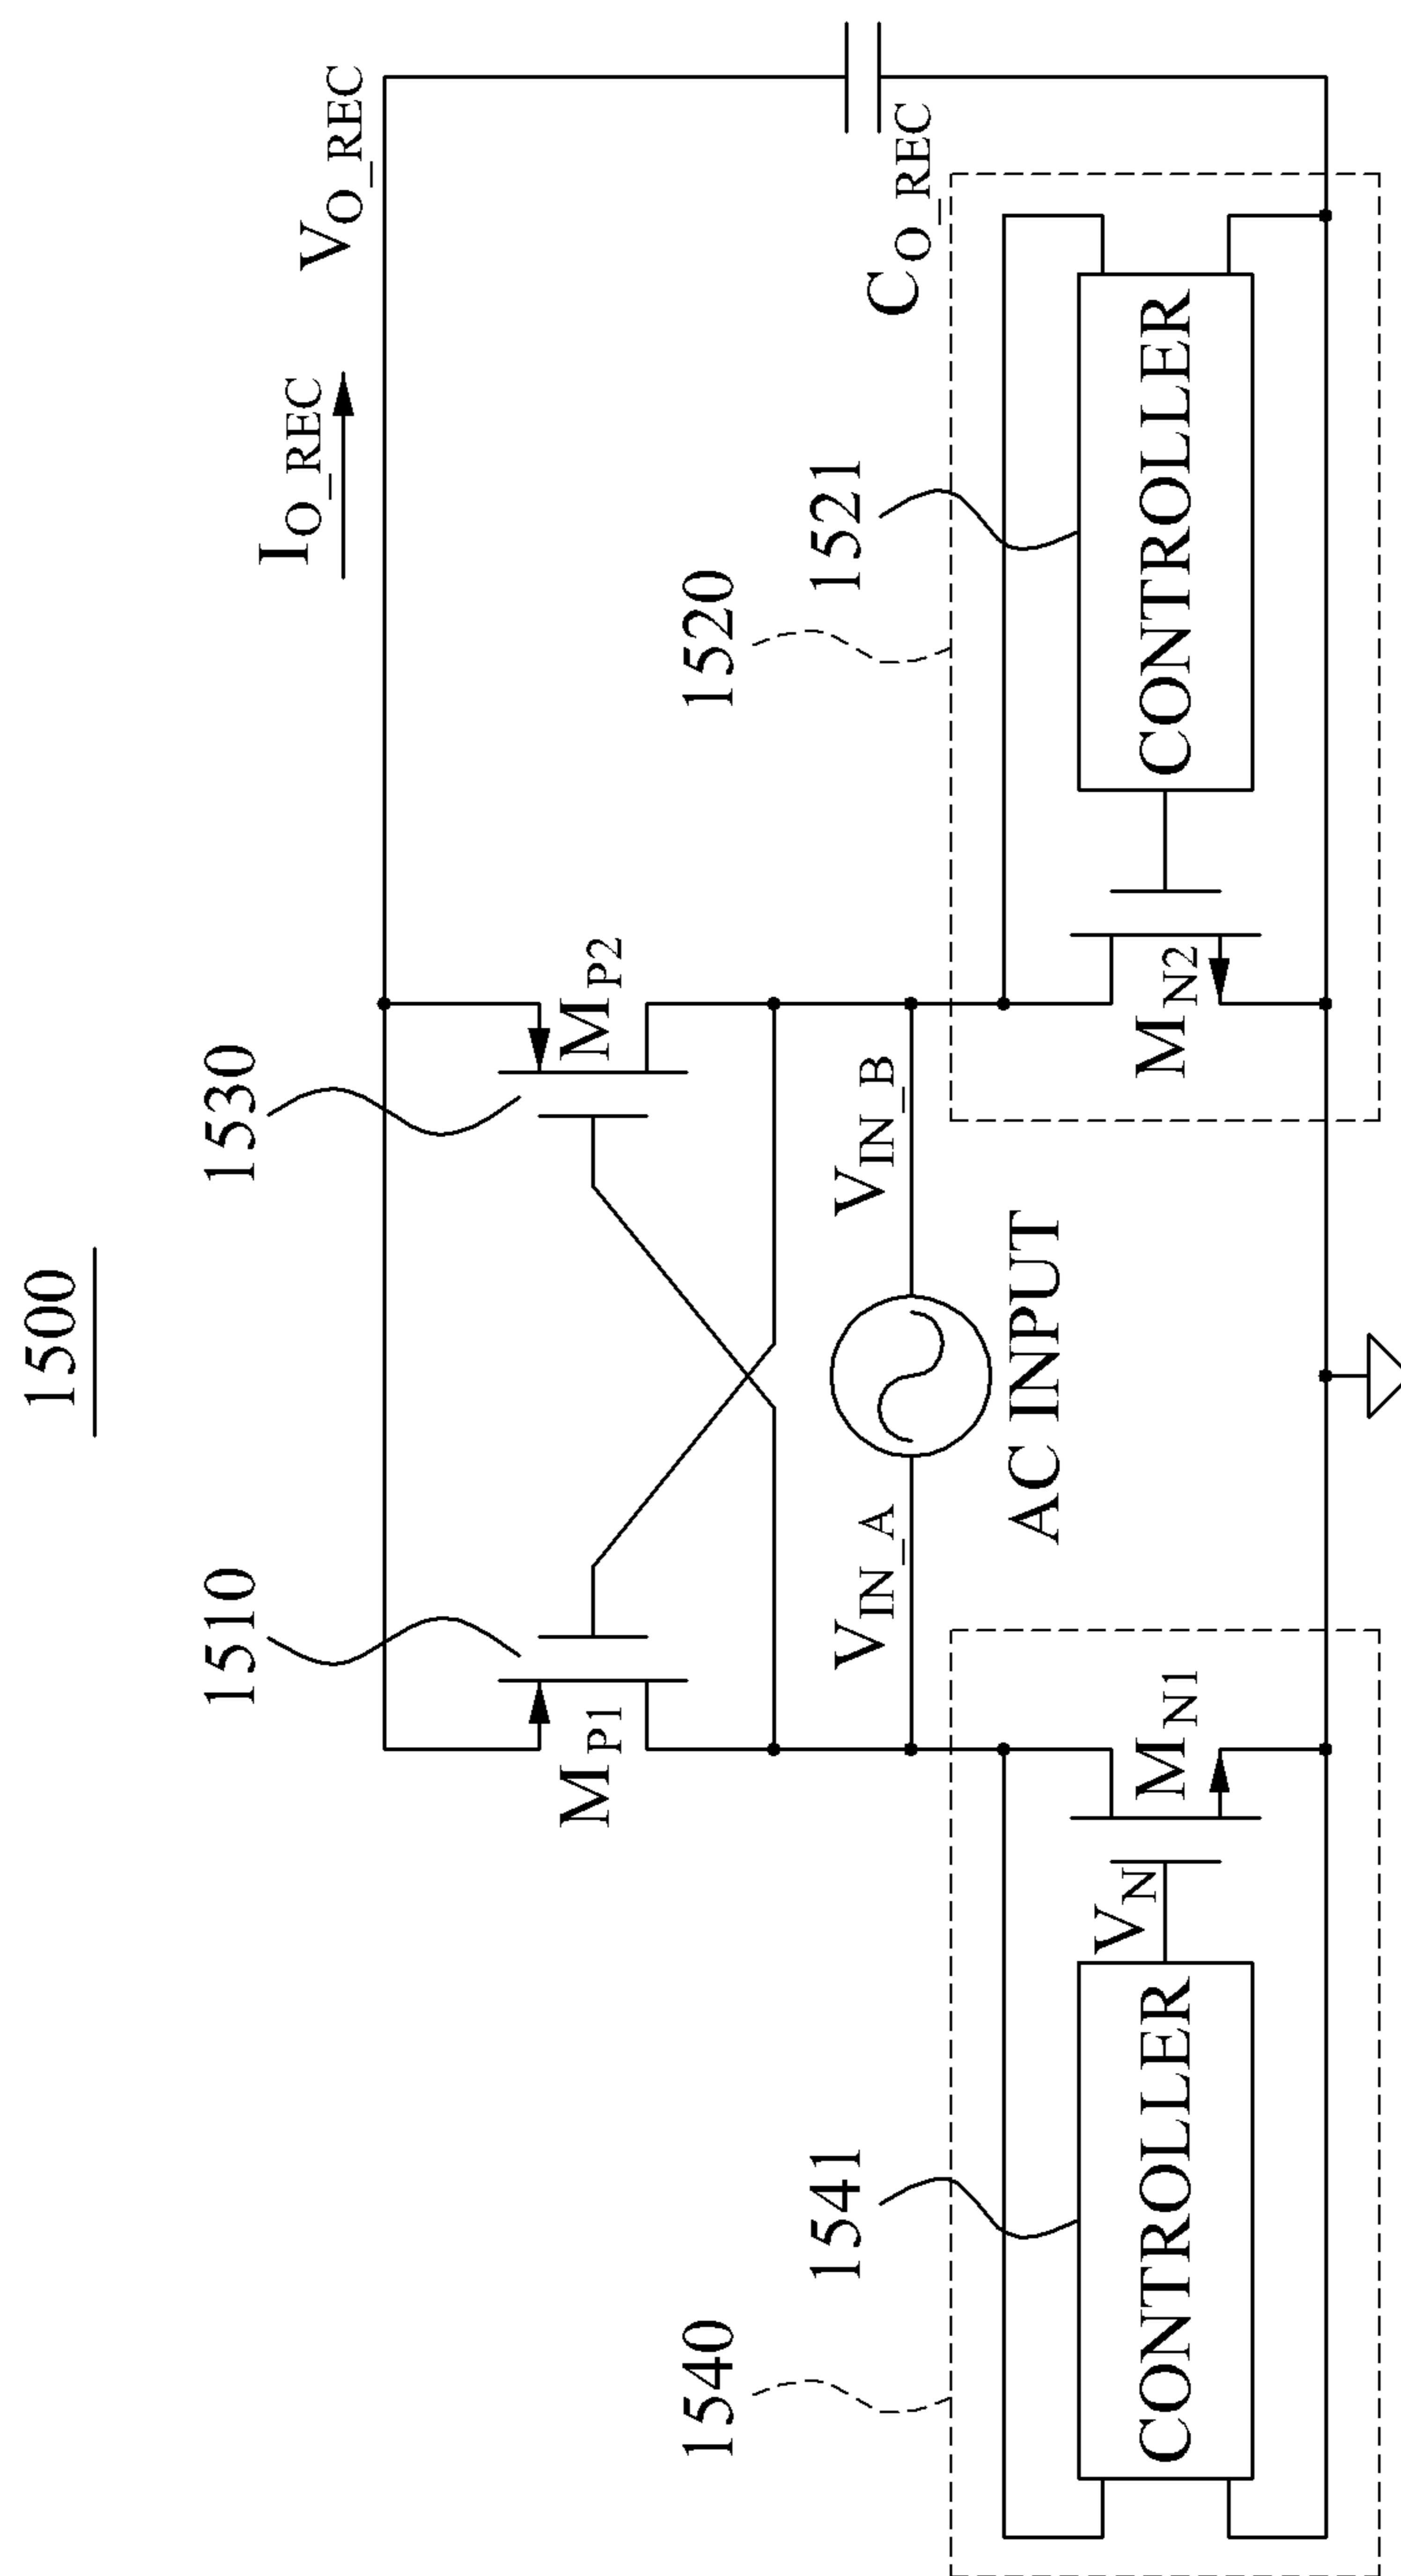 1500
I_O_REC
V_O_REC
1510
1530
M_P1
M_P2
1540
1541
1520
1521
V_IN_A
V_IN_B
C_O_REC
AC INPUT
CONTROLLER
V_N
M_N1
M_N2
CONTROLLER